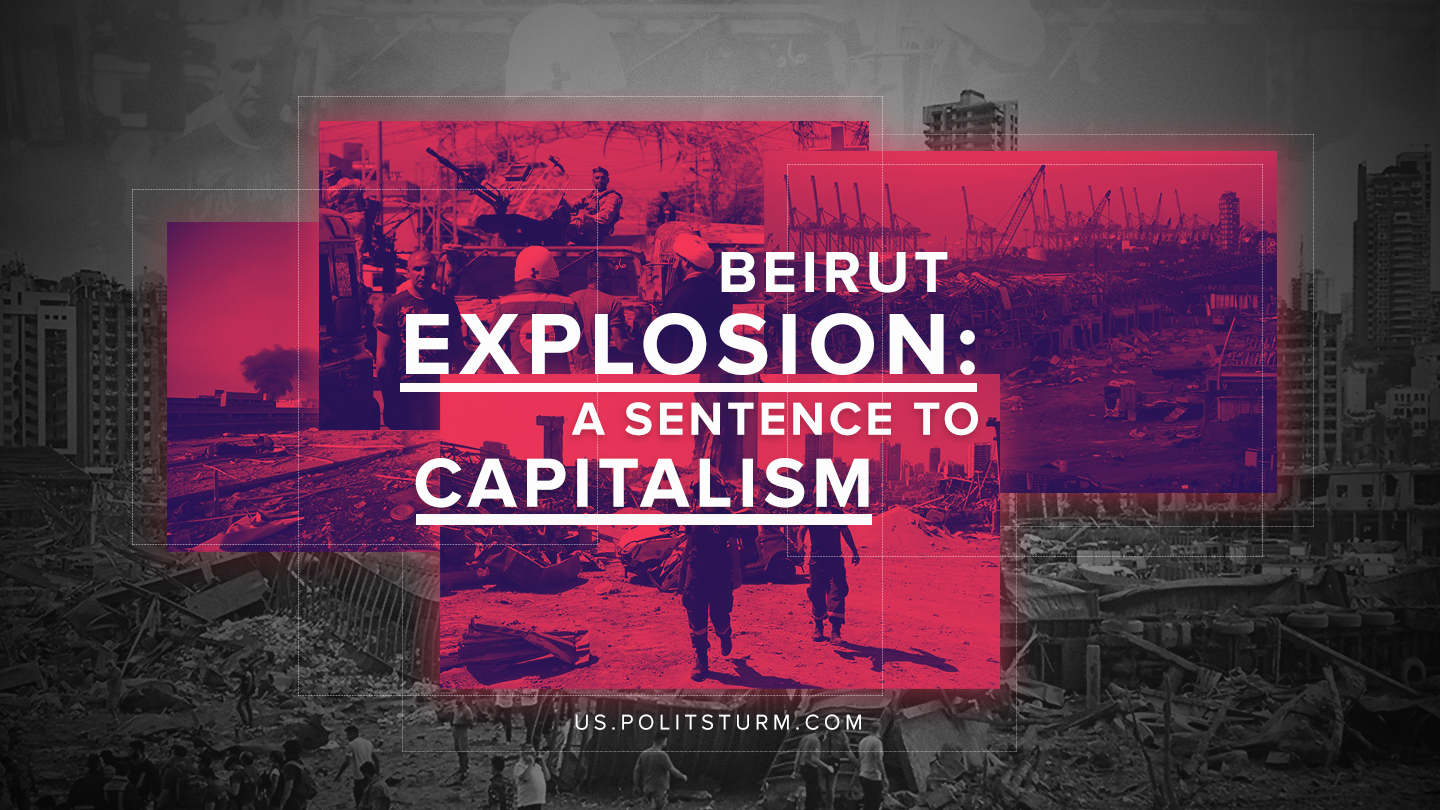 BEIRUT
EXPLOSION:
A SENTENCE TO
CAPITALISM
US.POLITSTURM.COM